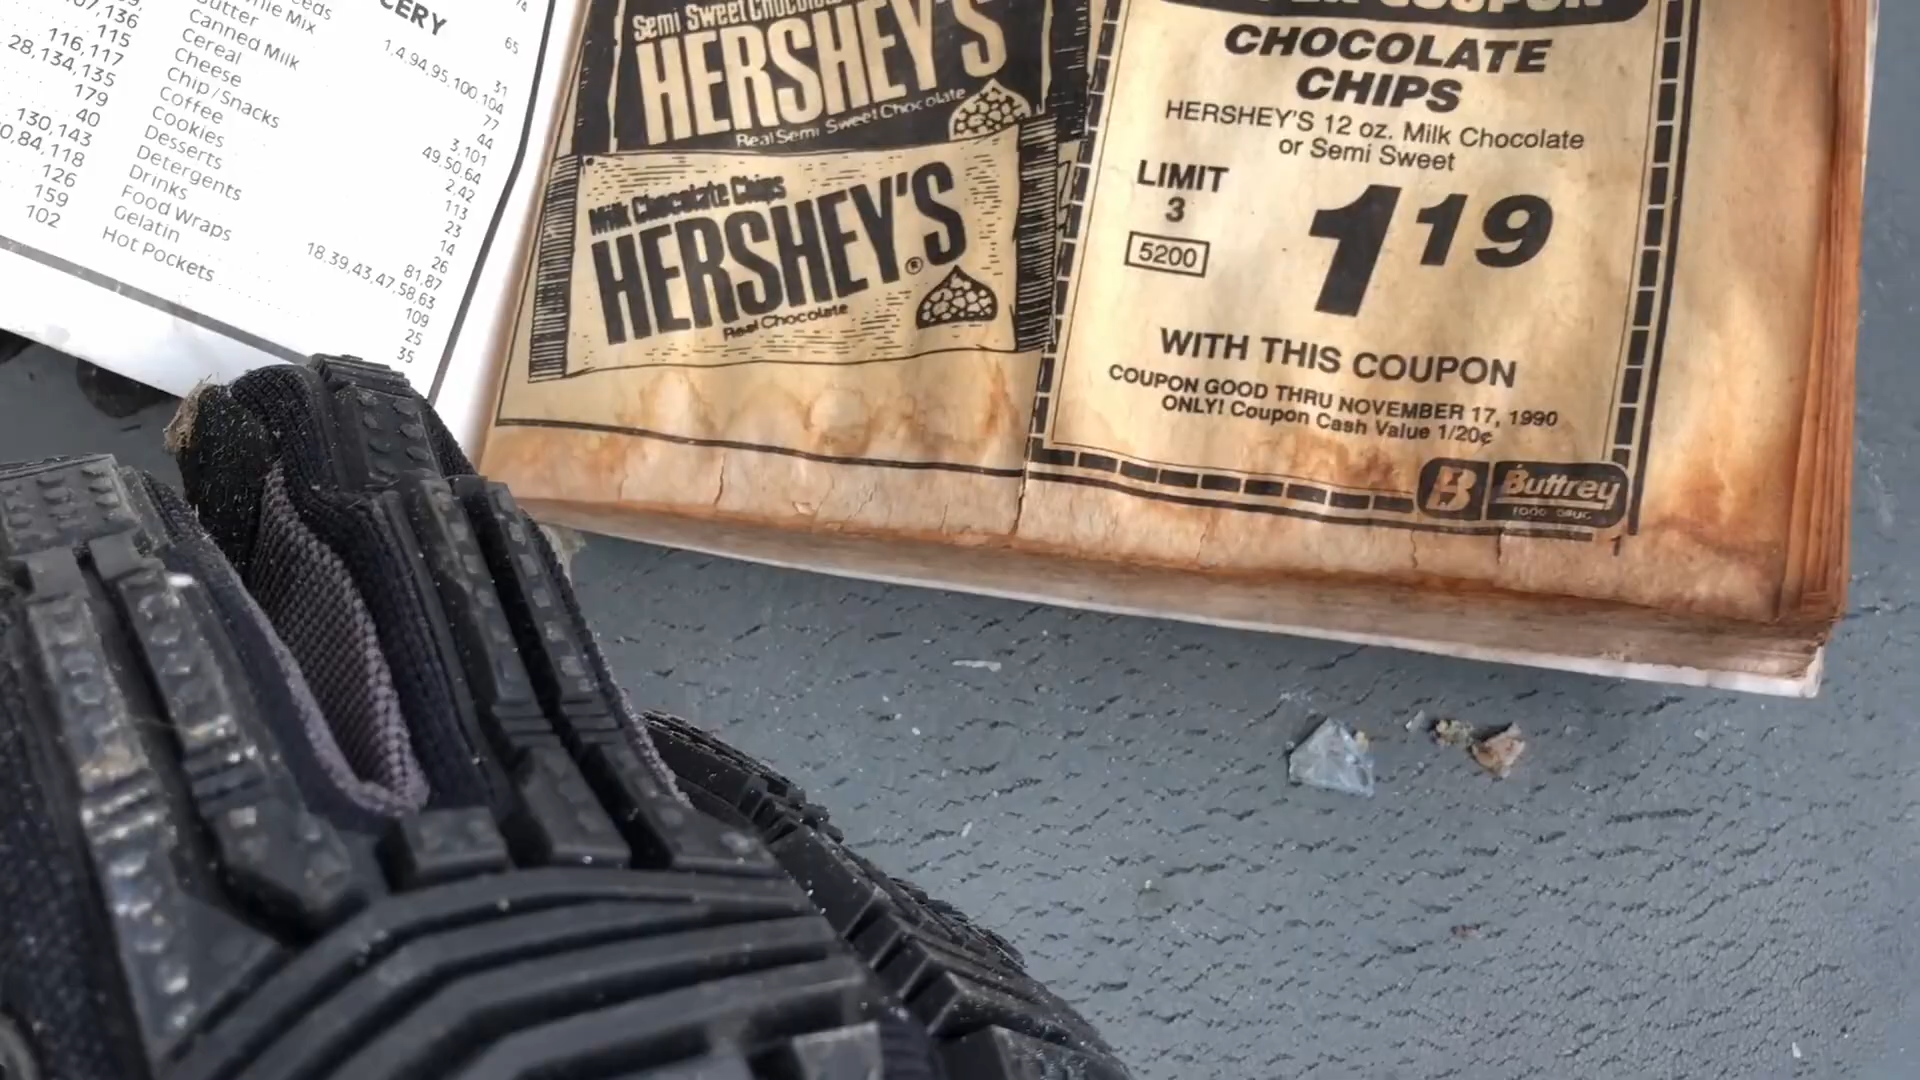 CERY
Butter
Canned Milk
Cereal
Cheese
Chip/Snacks
Coffee
Cookies
Desserts
Detergents
Drinks
Food Wraps
Gelatin
Hot Pockets
115
116,117
28,134,135
179
40
130,143
126
159
102
65
1,4,94,95,100,104
31
77
44
3,101
49,50,64
2,42
113
23
14
26
81,87
18,39,43,47,58,63
109
25
35
Semi Sweet Chocolate
HERSHEY'S
Real Semi Sweet Chocolate
Milk Chocolate Chips
HERSHEY'S®
Real Chocolate
COUPON
CHOCOLATE
CHIPS
HERSHEY'S 12 oz. Milk Chocolate
or Semi Sweet
LIMIT
3
5200
1 19
WITH THIS COUPON
COUPON GOOD THRU NOVEMBER 17, 1990
ONLY! Coupon Cash Value 1/20¢
B Buttrey
FOOD DRUG